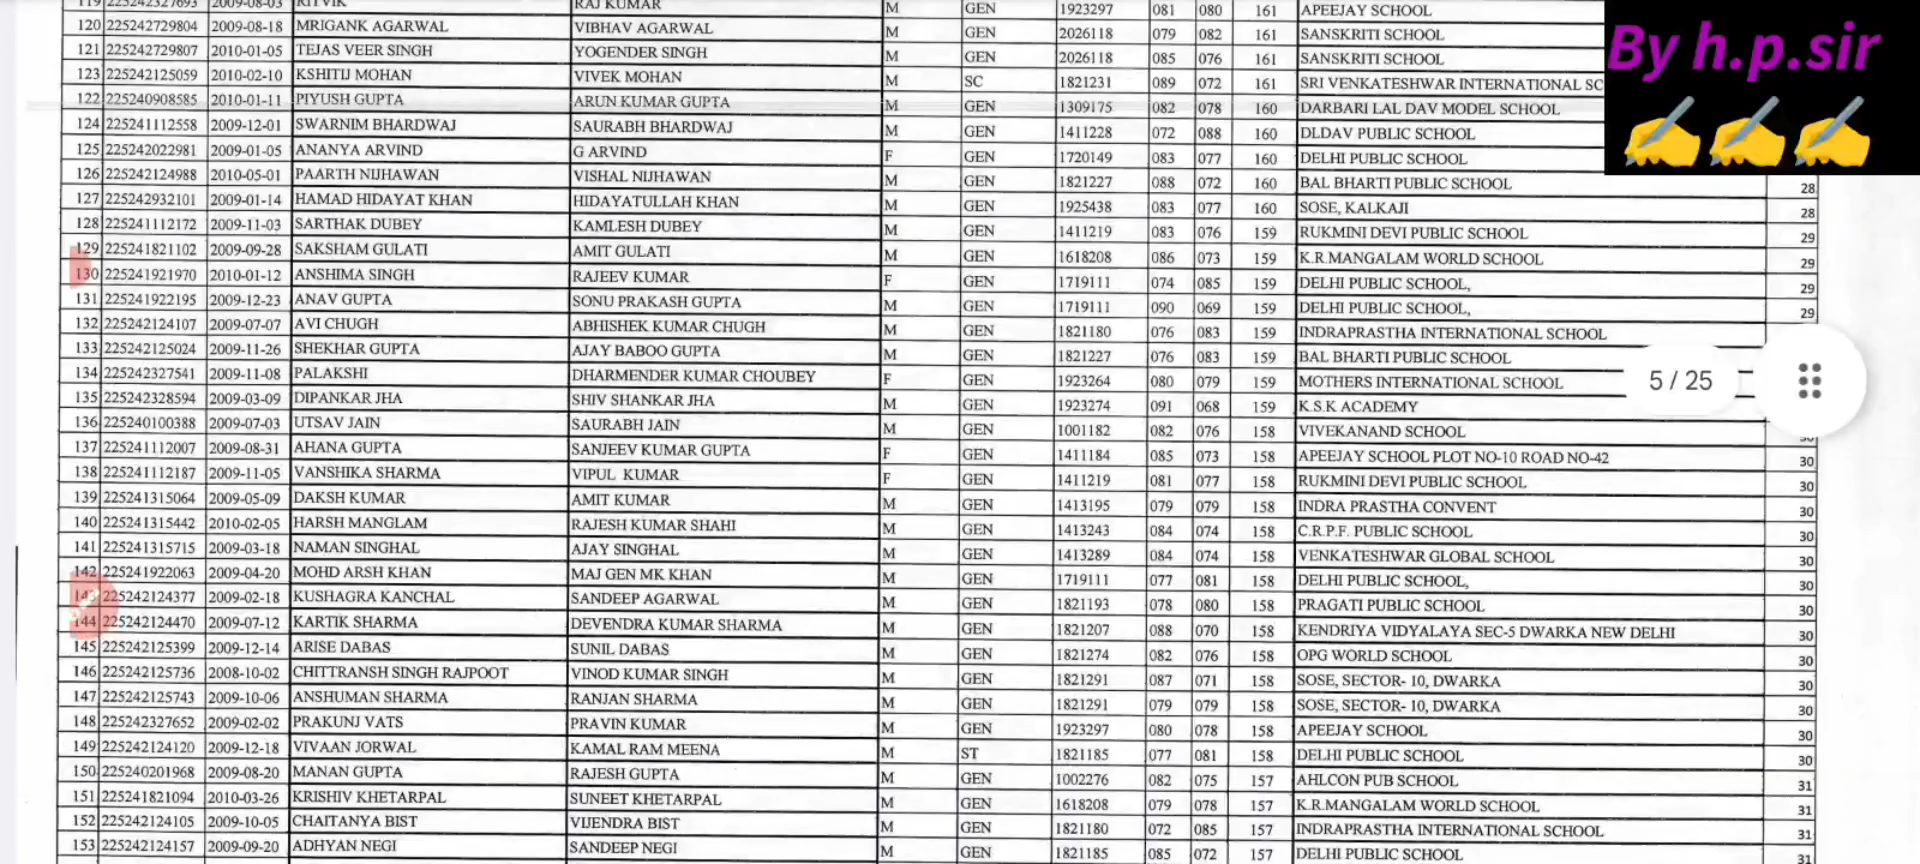 119 225242327693 2009-08-03 RITVIK RAJ KUMAR M GEN 1923297 081 080 161 APEEJAY SCHOOL
120 225242729804 2009-08-18 MRIGANK AGARWAL VIBHAV AGARWAL M GEN 2026118 079 082 161 SANSKRITI SCHOOL
121 225242729807 2010-01-05 TEJAS VEER SINGH YOGENDER SINGH M GEN 2026118 085 076 161 SANSKRITI SCHOOL
123 225242125059 2010-02-10 KSHITIJ MOHAN VIVEK MOHAN M SC 1821231 089 072 161 SRI VENKATESHWAR INTERNATIONAL SC
122 225240908585 2010-01-11 PIYUSH GUPTA ARUN KUMAR GUPTA M GEN 1309175 082 078 160 DARBARI LAL DAV MODEL SCHOOL
124 225241112558 2009-12-01 SWARNIM BHARDWAJ SAURABH BHARDWAJ M GEN 1411228 072 088 160 DLDAV PUBLIC SCHOOL
125 225242022981 2009-01-05 ANANYA ARVIND G ARVIND F GEN 1720149 083 077 160 DELHI PUBLIC SCHOOL
126 225242124988 2010-05-01 PAARTH NIJHAWAN VISHAL NIJHAWAN M GEN 1821227 088 072 160 BAL BHARTI PUBLIC SCHOOL 28
127 225242932101 2009-01-14 HAMAD HIDAYAT KHAN HIDAYATULLAH KHAN M GEN 1925438 083 077 160 SOSE, KALKAJI 28
128 225241112172 2009-11-03 SARTHAK DUBEY KAMLESH DUBEY M GEN 1411219 083 076 159 RUKMINI DEVI PUBLIC SCHOOL 29
129 225241821102 2009-09-28 SAKSHAM GULATI AMIT GULATI M GEN 1618208 086 073 159 K.R.MANGALAM WORLD SCHOOL 29
130 225241921970 2010-01-12 ANSHIMA SINGH RAJEEV KUMAR F GEN 1719111 074 085 159 DELHI PUBLIC SCHOOL, 29
131 225241922195 2009-12-23 ANAV GUPTA SONU PRAKASH GUPTA M GEN 1719111 090 069 159 DELHI PUBLIC SCHOOL, 29
132 225242124107 2009-07-07 AVI CHUGH ABHISHEK KUMAR CHUGH M GEN 1821180 076 083 159 INDRAPRASTHA INTERNATIONAL SCHOOL
133 225242125024 2009-11-26 SHEKHAR GUPTA AJAY BABOO GUPTA M GEN 1821227 076 083 159 BAL BHARTI PUBLIC SCHOOL
134 225242327541 2009-11-08 PALAKSHI DHARMENDER KUMAR CHOUBEY F GEN 1923264 080 079 159 MOTHERS INTERNATIONAL SCHOOL
135 225242328594 2009-03-09 DIPANKAR JHA SHIV SHANKAR JHA M GEN 1923274 091 068 159 K.S.K ACADEMY
136 225240100388 2009-07-03 UTSAV JAIN SAURABH JAIN M GEN 1001182 082 076 158 VIVEKANAND SCHOOL
137 225241112007 2009-08-31 AHANA GUPTA SANJEEV KUMAR GUPTA F GEN 1411184 085 073 158 APEEJAY SCHOOL PLOT NO-10 ROAD NO-42 30
138 225241112187 2009-11-05 VANSHIKA SHARMA VIPUL KUMAR F GEN 1411219 081 077 158 RUKMINI DEVI PUBLIC SCHOOL 30
139 225241315064 2009-05-09 DAKSH KUMAR AMIT KUMAR M GEN 1413195 079 079 158 INDRA PRASTHA CONVENT 30
140 225241315442 2010-02-05 HARSH MANGLAM RAJESH KUMAR SHAHI M GEN 1413243 084 074 158 C.R.P.F. PUBLIC SCHOOL 30
141 225241315715 2009-03-18 NAMAN SINGHAL AJAY SINGHAL M GEN 1413289 084 074 158 VENKATESHWAR GLOBAL SCHOOL 30
142 225241922063 2009-04-20 MOHD ARSH KHAN MAJ GEN MK KHAN M GEN 1719111 077 081 158 DELHI PUBLIC SCHOOL, 30
143 225242124377 2009-02-18 KUSHAGRA KANCHAL SANDEEP AGARWAL M GEN 1821193 078 080 158 PRAGATI PUBLIC SCHOOL 30
144 225242124470 2009-07-12 KARTIK SHARMA DEVENDRA KUMAR SHARMA M GEN 1821207 088 070 158 KENDRIYA VIDYALAYA SEC-5 DWARKA NEW DELHI 30
145 225242125399 2009-12-14 ARISE DABAS SUNIL DABAS M GEN 1821274 082 076 158 OPG WORLD SCHOOL 30
146 225242125736 2008-10-02 CHITTRANSH SINGH RAJPOOT VINOD KUMAR SINGH M GEN 1821291 087 071 158 SOSE, SECTOR- 10, DWARKA 30
147 225242125743 2009-10-06 ANSHUMAN SHARMA RANJAN SHARMA M GEN 1821291 079 079 158 SOSE, SECTOR- 10, DWARKA 30
148 225242327652 2009-02-02 PRAKUNJ VATS PRAVIN KUMAR M GEN 1923297 080 078 158 APEEJAY SCHOOL 30
149 225242124120 2009-12-18 VIVAAN JORWAL KAMAL RAM MEENA M ST 1821185 077 081 158 DELHI PUBLIC SCHOOL 30
150 225240201968 2009-08-20 MANAN GUPTA RAJESH GUPTA M GEN 1002276 082 075 157 AHLCON PUB SCHOOL 31
151 225241821094 2010-03-26 KRISHIV KHETARPAL SUNEET KHETARPAL M GEN 1618208 079 078 157 K.R.MANGALAM WORLD SCHOOL 31
152 225242124105 2009-10-05 CHAITANYA BIST VIJENDRA BIST M GEN 1821180 072 085 157 INDRAPRASTHA INTERNATIONAL SCHOOL 31
153 225242124157 2009-09-20 ADHYAN NEGI SANDEEP NEGI M GEN 1821185 085 072 157 DELHI PUBLIC SCHOOL 31
By h.p.sir
5 / 25